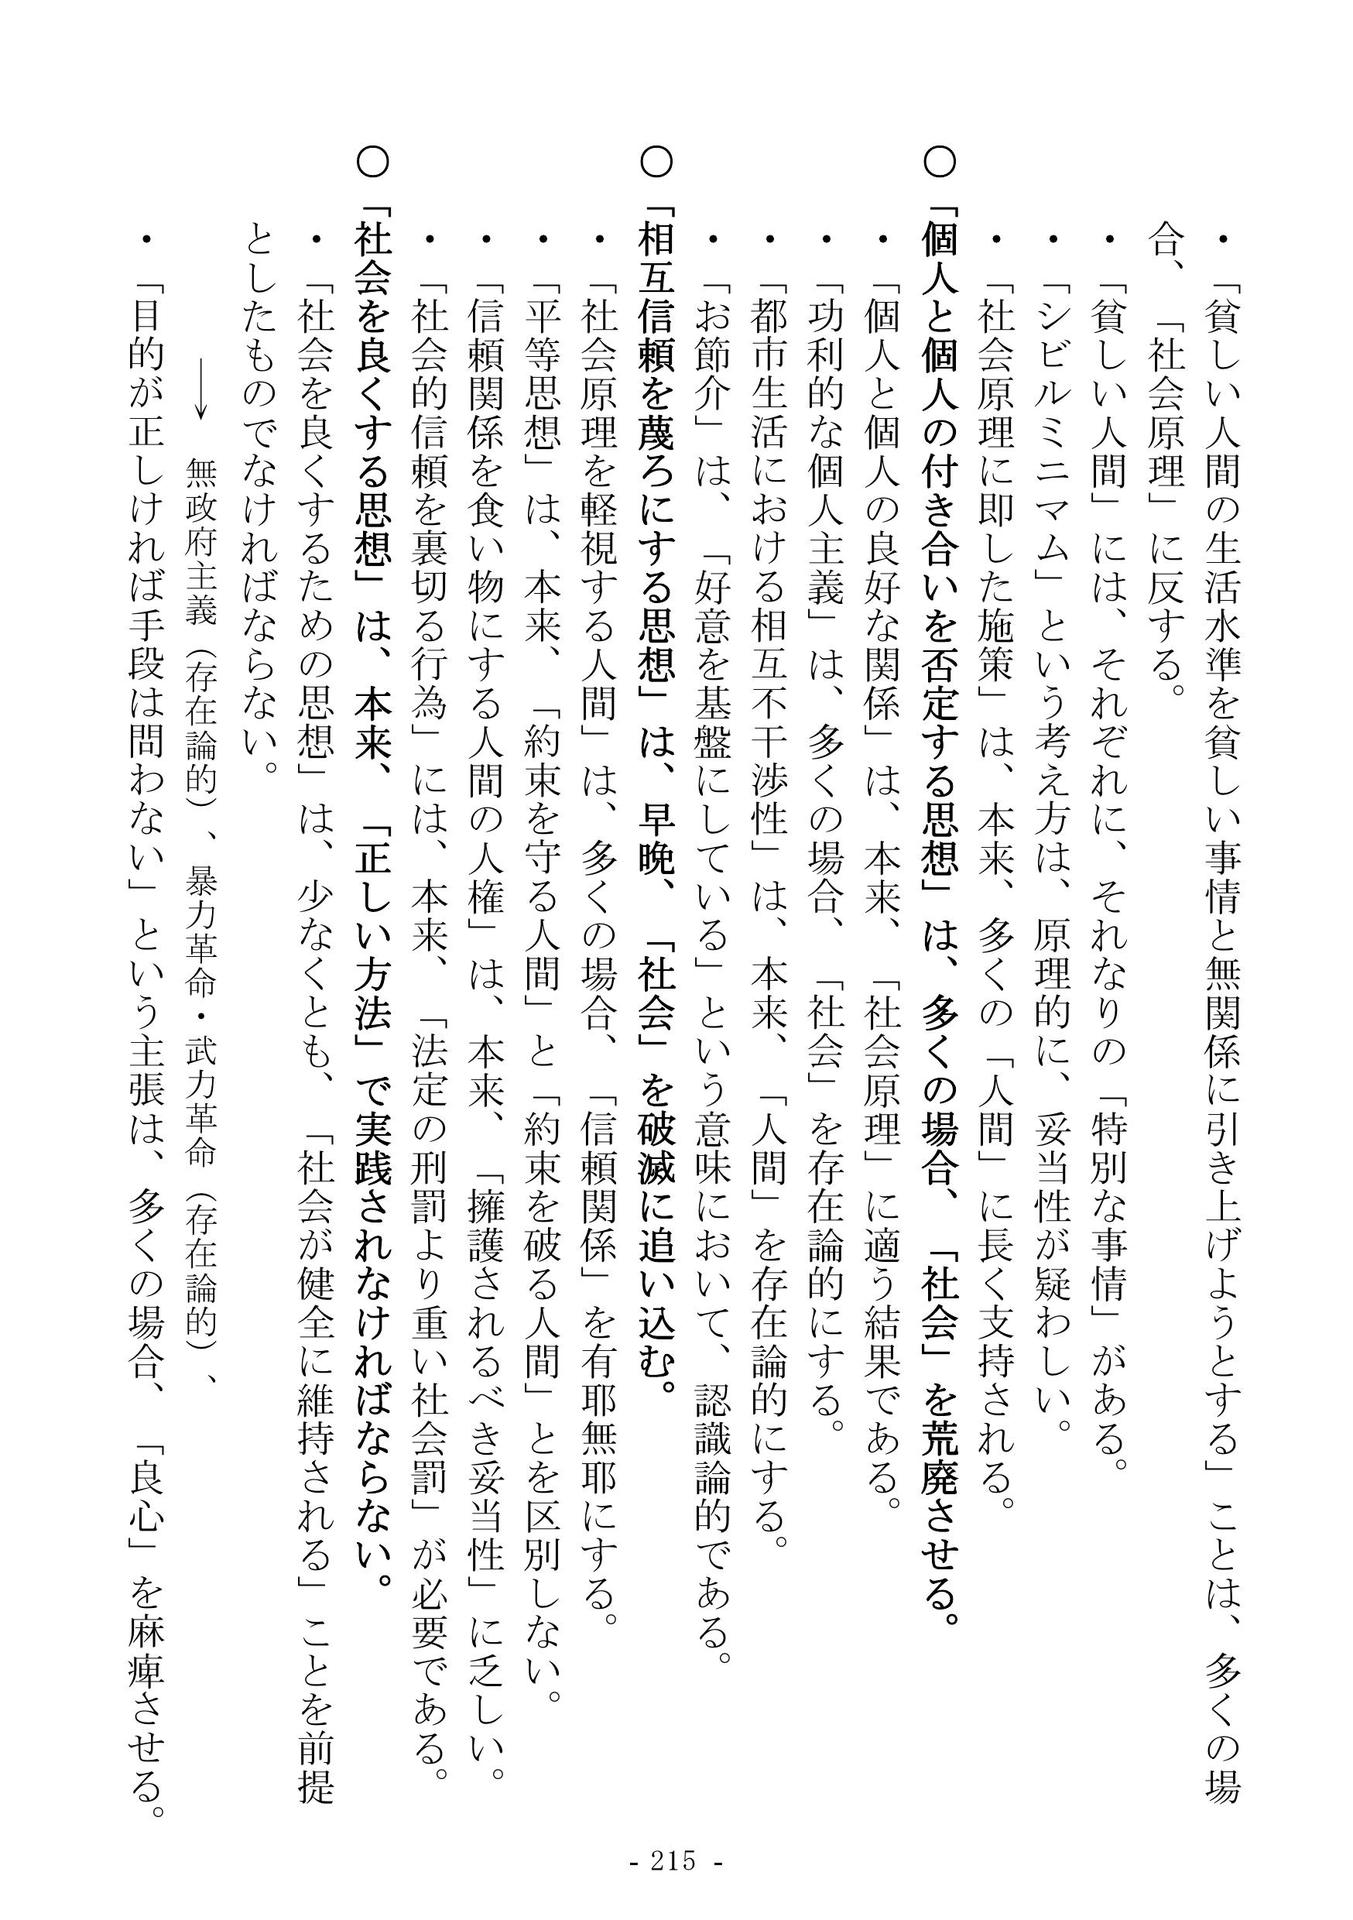 ・「貧しい人間の生活水準を貧しい事情と無関係に引き上げようとする」ことは、多くの場
合、「社会原理」に反する。
・「貧しい人間」には、それぞれに、それなりの「特別な事情」がある。
・「シビルミニマム」という考え方は、原理的に、妥当性が疑わしい。
・「社会原理に即した施策」は、本来、多くの「人間」に長く支持される。
○「個人と個人の付き合いを否定する思想」は、多くの場合、「社会」を荒廃させる。
・「個人と個人の良好な関係」は、本来、「社会原理」に適う結果である。
・「功利的な個人主義」は、多くの場合、「社会」を存在論的にする。
・「都市生活における相互不干渉性」は、本来、「人間」を存在論的にする。
・「お節介」は、「好意を基盤にしている」という意味において、認識論的である。
○「相互信頼を蔑ろにする思想」は、早晩、「社会」を破滅に追い込む。
・「社会原理を軽視する人間」は、多くの場合、「信頼関係」を有耶無耶にする。
・「平等思想」は、本来、「約束を守る人間」と「約束を破る人間」とを区別しない。
・「信頼関係を食い物にする人間の人権」は、本来、「擁護されるべき妥当性」に乏しい。
・「社会的信頼を裏切る行為」には、本来、「法定の刑罰より重い社会罰」が必要である。
○「社会を良くする思想」は、本来、「正しい方法」で実践されなければならない。
・「社会を良くするための思想」は、少なくとも、「社会が健全に維持される」ことを前提
としたものでなければならない。
→ 無政府主義（存在論的）、暴力革命・武力革命（存在論的）、
・「目的が正しければ手段は問わない」という主張は、多くの場合、「良心」を麻痺させる。
- 215 -